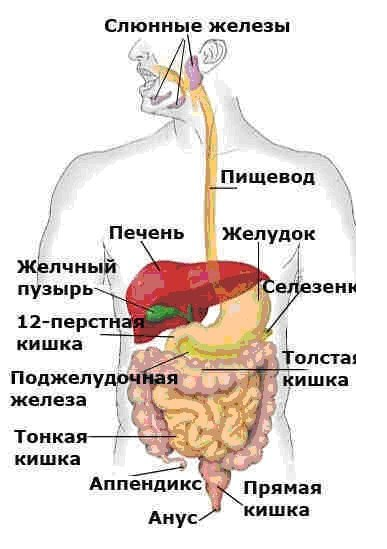 Слюнные железы
Пищевод
Печень
Желудок
Желчный
пузырь
Селезенк
12-перстная
кишка
Толстая
кишка
Поджелудочная
железа
Тонкая
кишка
Аппендикс
Прямая
кишка
Анус